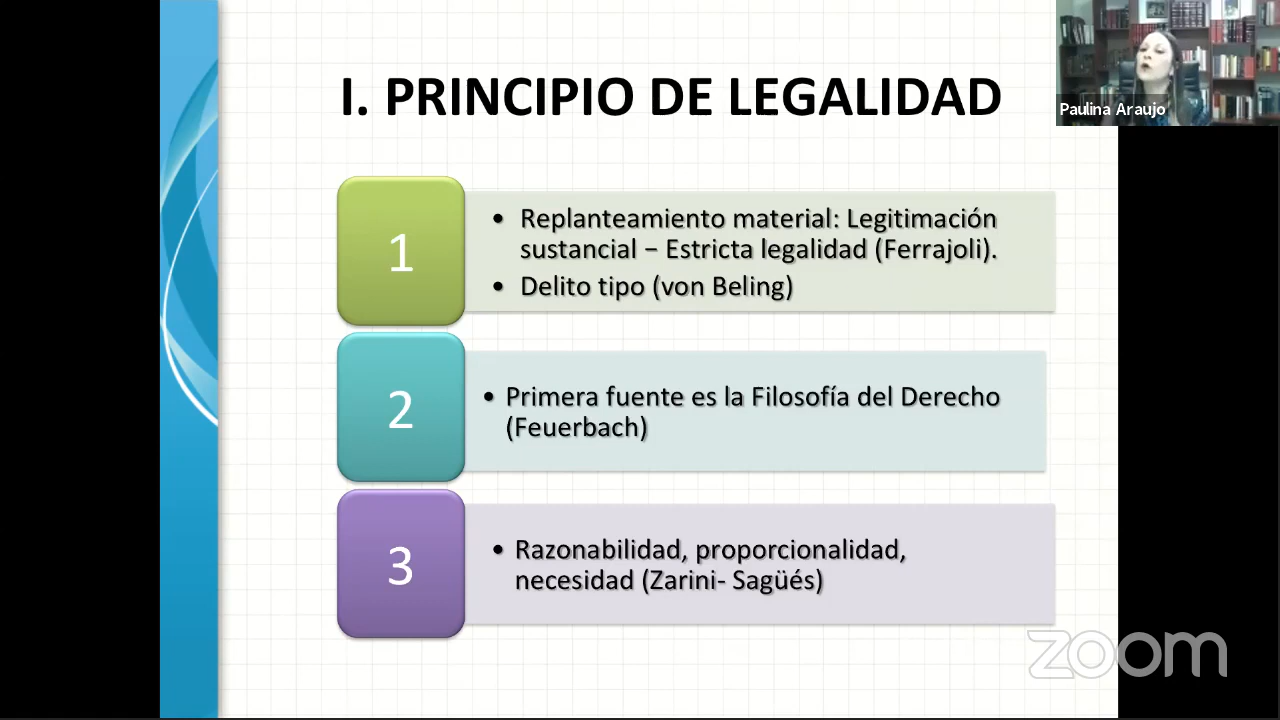 I. PRINCIPIO DE LEGALIDAD
Paulina Araujo
1
• Replanteamiento material: Legitimación
sustancial – Estricta legalidad (Ferrajoli).
• Delito tipo (von Beling)
2
• Primera fuente es la Filosofía del Derecho
(Feuerbach)
3
• Razonabilidad, proporcionalidad,
necesidad (Zarini- Sagüés)
zoom